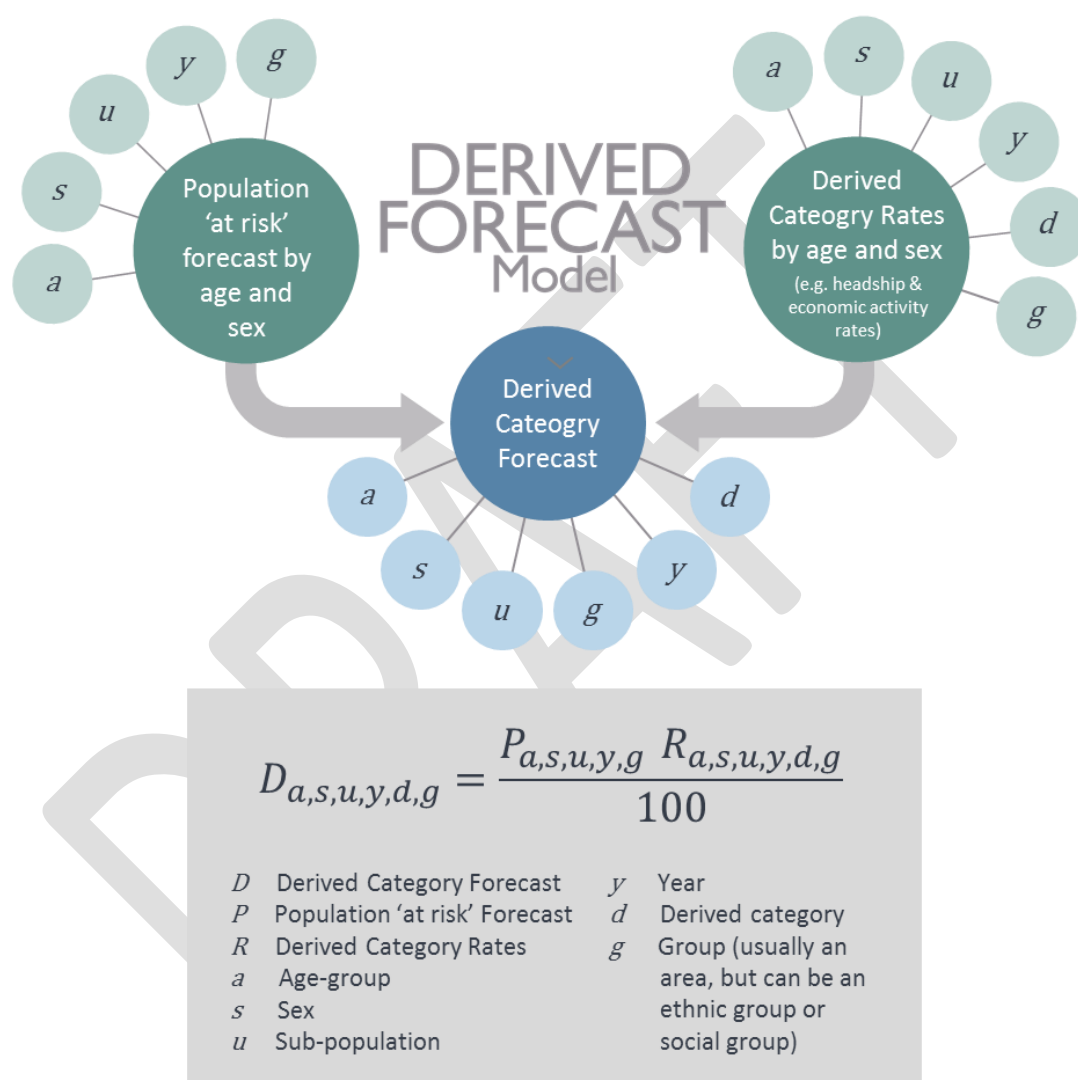 y
g
u
s
a
Population
‘at risk’
forecast by
age and
sex
DERIVED
FORECAST
Model
a
s
u
y
d
g
Derived
Cateogry Rates
by age and sex
(e.g. headship &
economic activity
rates)
Derived
Cateogry
Forecast
a
s
u
g
y
d
DRAFT
D_{a,s,u,y,d,g} = \frac{P_{a,s,u,y,g} R_{a,s,u,y,d,g}}{100}
D Derived Category Forecast
P Population ‘at risk’ Forecast
R Derived Category Rates
a Age-group
s Sex
u Sub-population
y Year
d Derived category
g Group (usually an
area, but can be an
ethnic group or
social group)